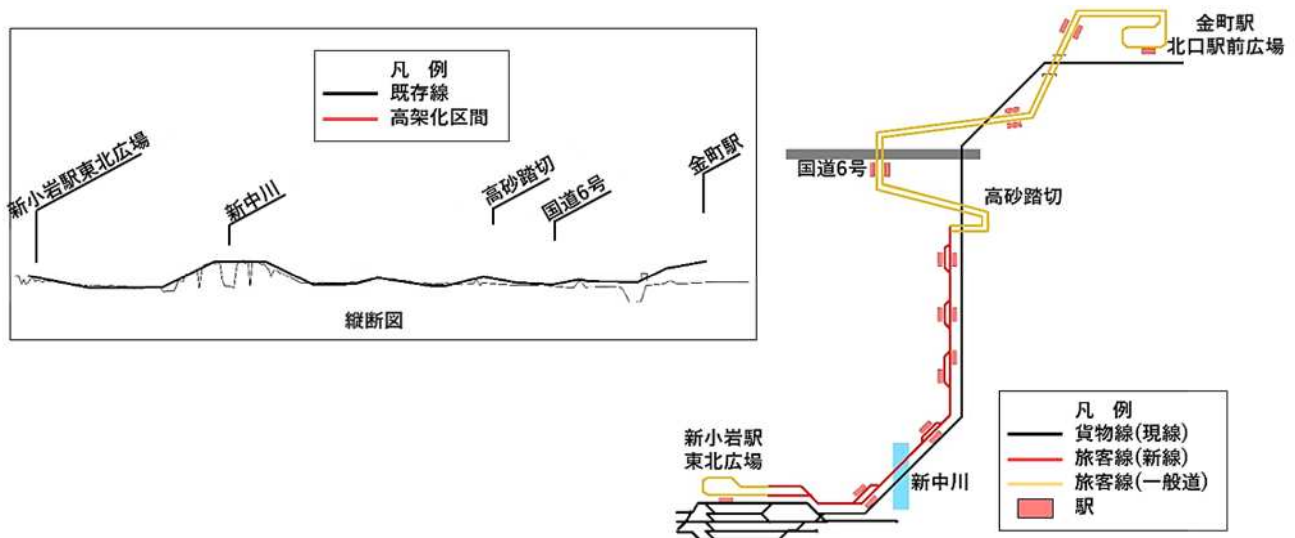 凡 例
既存線
高架化区間
新小岩駅東北広場
新中川
高砂踏切
国道6号
金町駅
縦断図
金町駅
北口駅前広場
国道6号
高砂踏切
新小岩駅
東北広場
新中川
凡 例
貨物線(現線)
旅客線(新線)
旅客線(一般道)
駅